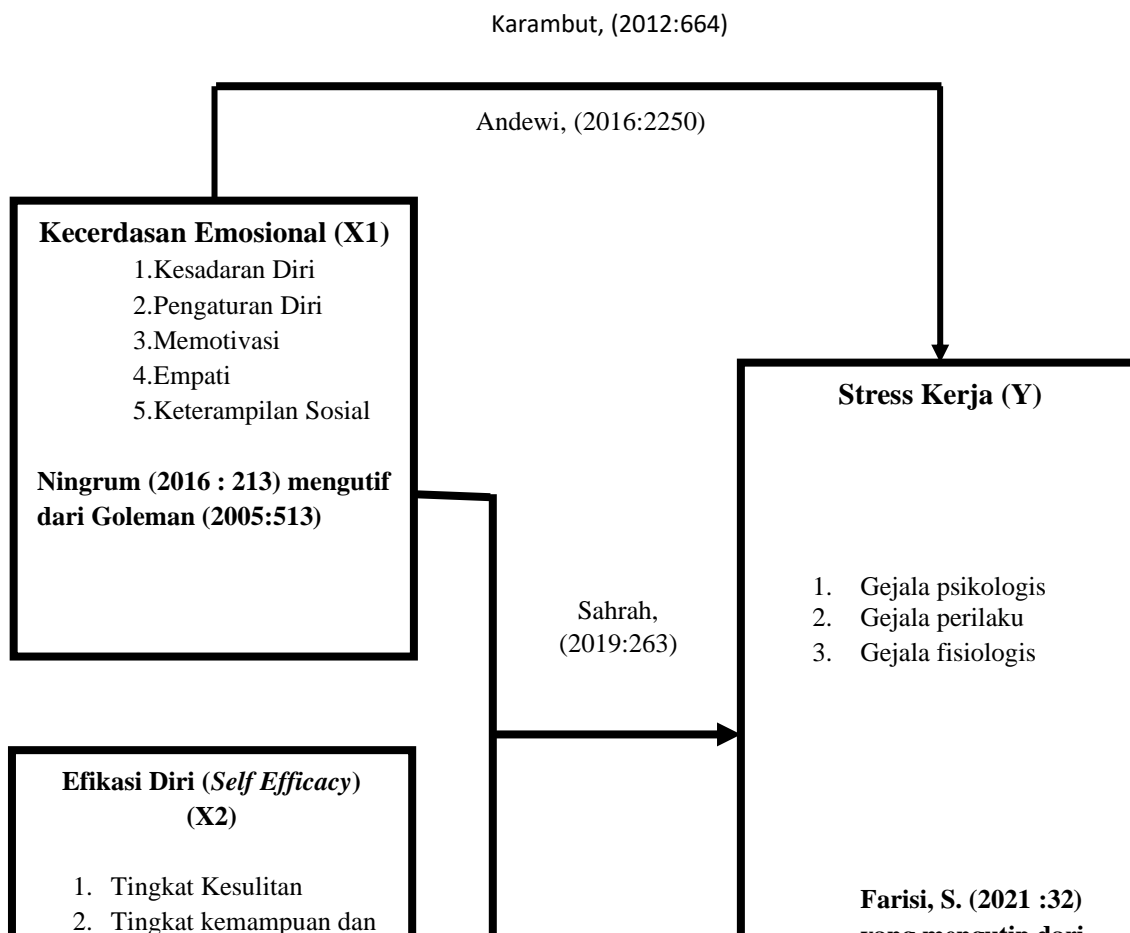 Karambut, (2012:664)
Andewi, (2016:2250)
Kecerdasan Emosional (X1)
1.Kesadaran Diri
2.Pengaturan Diri
3.Memotivasi
4.Empati
5.Keterampilan Sosial
Ningrum (2016 : 213) mengutif
dari Goleman (2005:513)
Sahrah,
(2019:263)
Stress Kerja (Y)
1. Gejala psikologis
2. Gejala perilaku
3. Gejala fisiologis
Efikasi Diri (Self Efficacy)
(X2)
1. Tingkat Kesulitan
2. Tingkat kemampuan dan
Farisi, S. (2021 :32)
yang mengutip dari